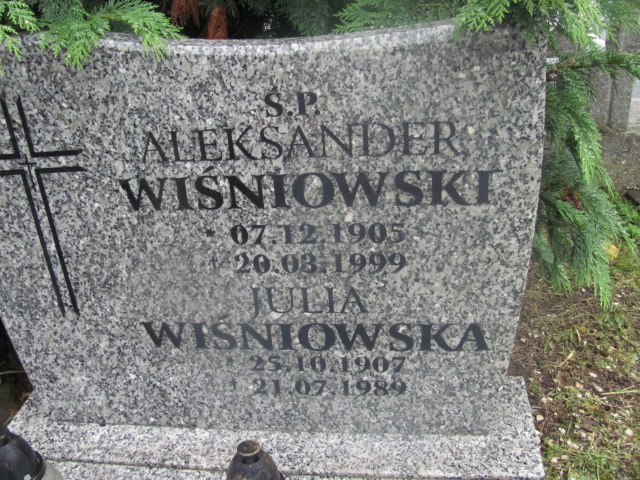 Ś.P.
ALEKSANDER
WIŚNIOWSKI
* 07.12.1905
+ 20.03.1999
JULIA
WIŚNIOWSKA
* 25.10.1907
+ 21.07.1989